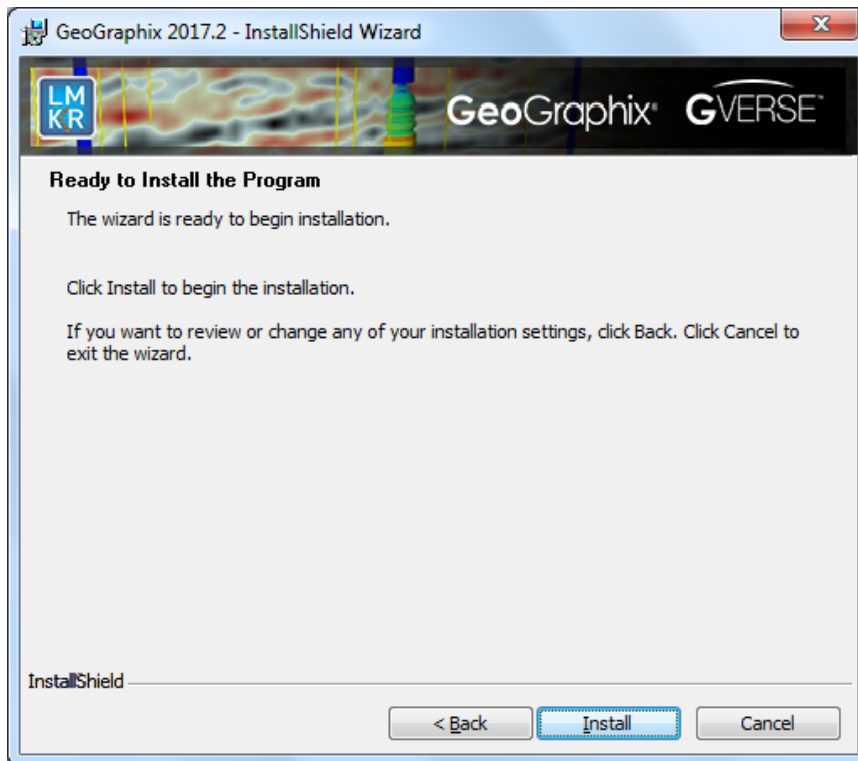 GeoGraphix 2017.2 - InstallShield Wizard
LM
KR
GeoGraphix® GVERSE™
Ready to Install the Program
The wizard is ready to begin installation.
Click Install to begin the installation.
If you want to review or change any of your installation settings, click Back. Click Cancel to
exit the wizard.
InstallShield
< Back
Install
Cancel